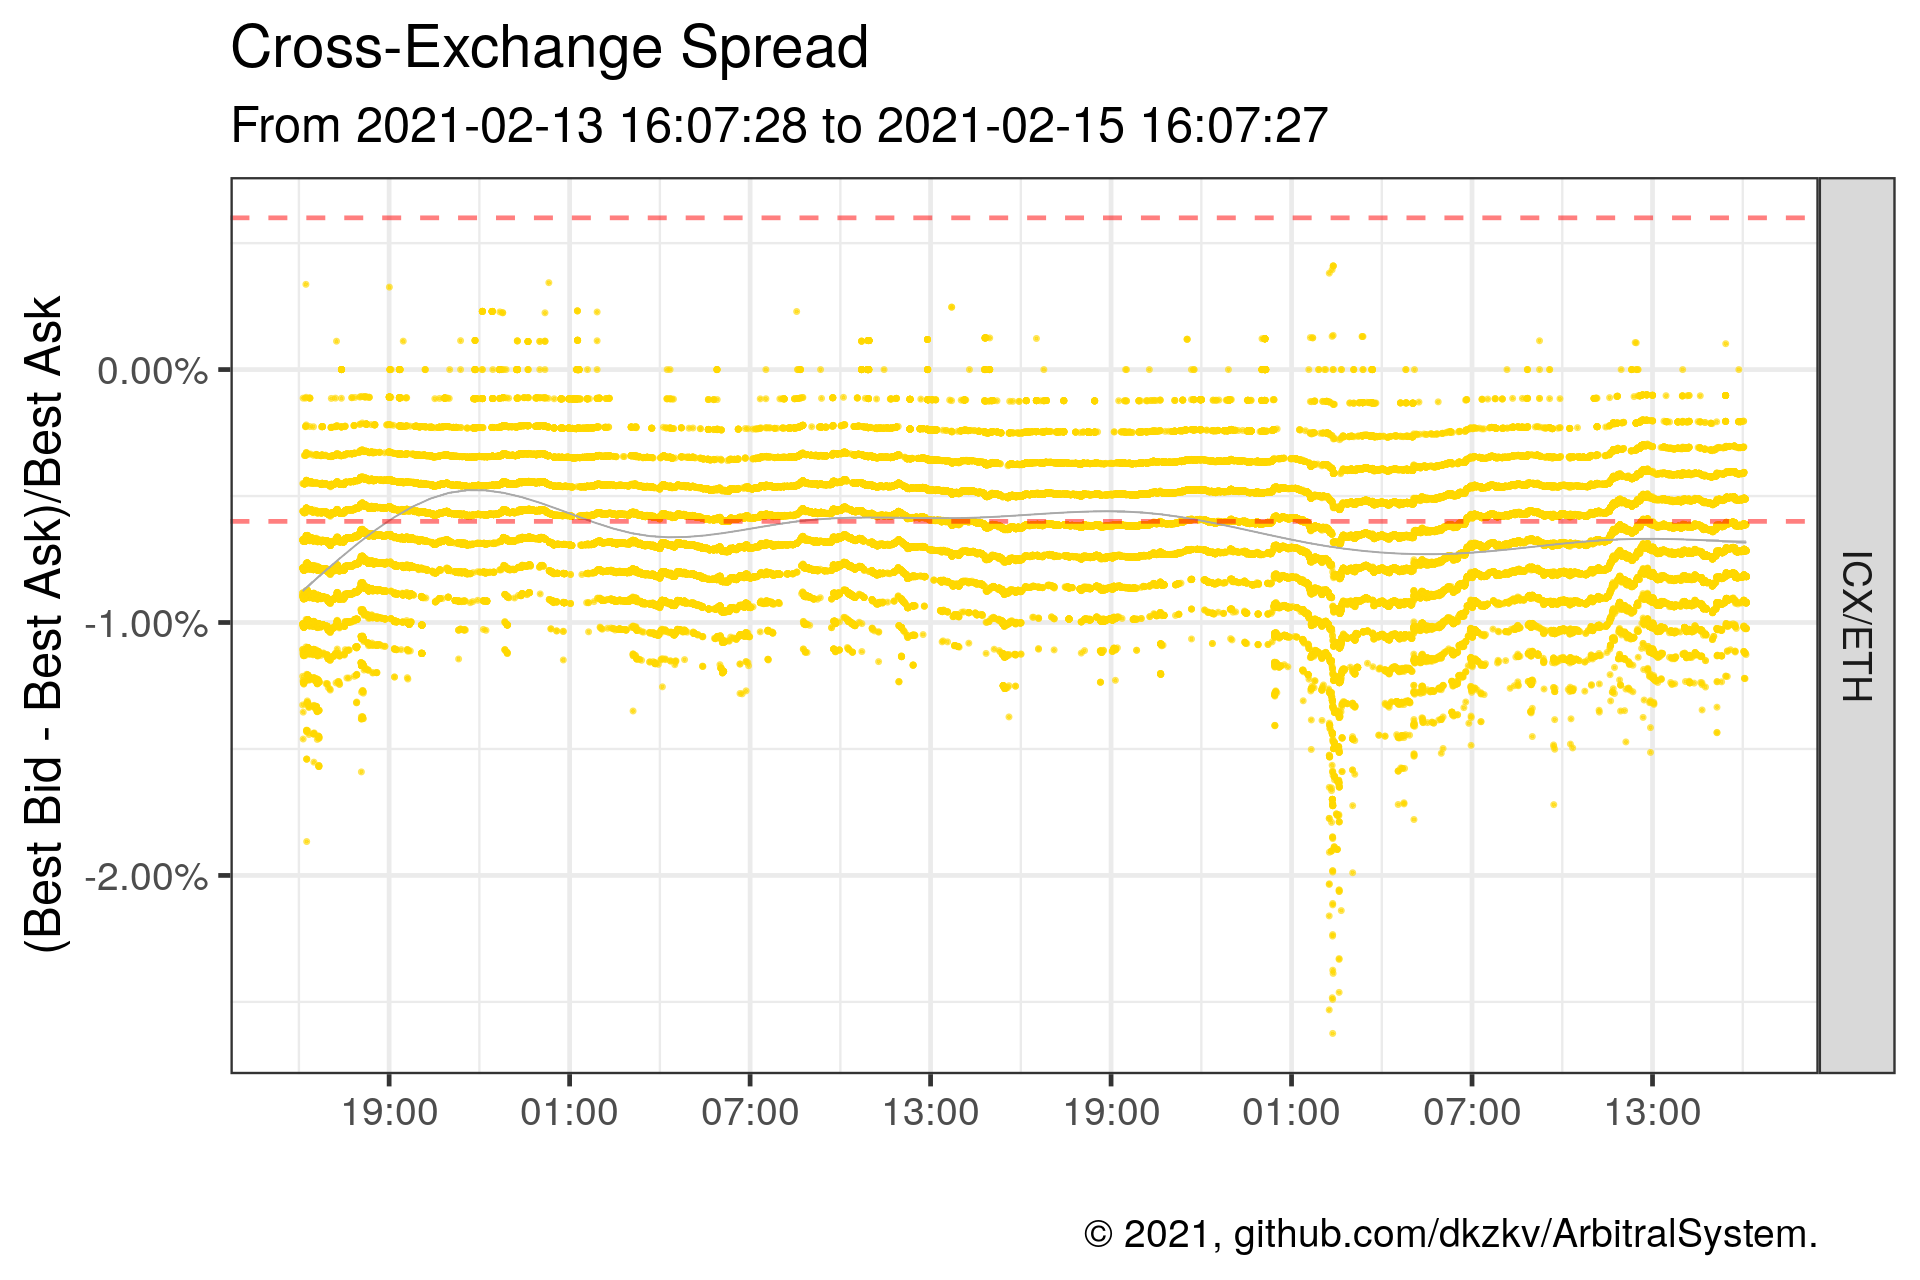 Cross-Exchange Spread
From 2021-02-13 16:07:28 to 2021-02-15 16:07:27
(Best Bid - Best Ask)/Best Ask
0.00%
-1.00%
-2.00%
ICX/ETH
19:00 01:00 07:00 13:00 19:00 01:00 07:00 13:00
© 2021, github.com/dkzkv/ArbitralSystem.